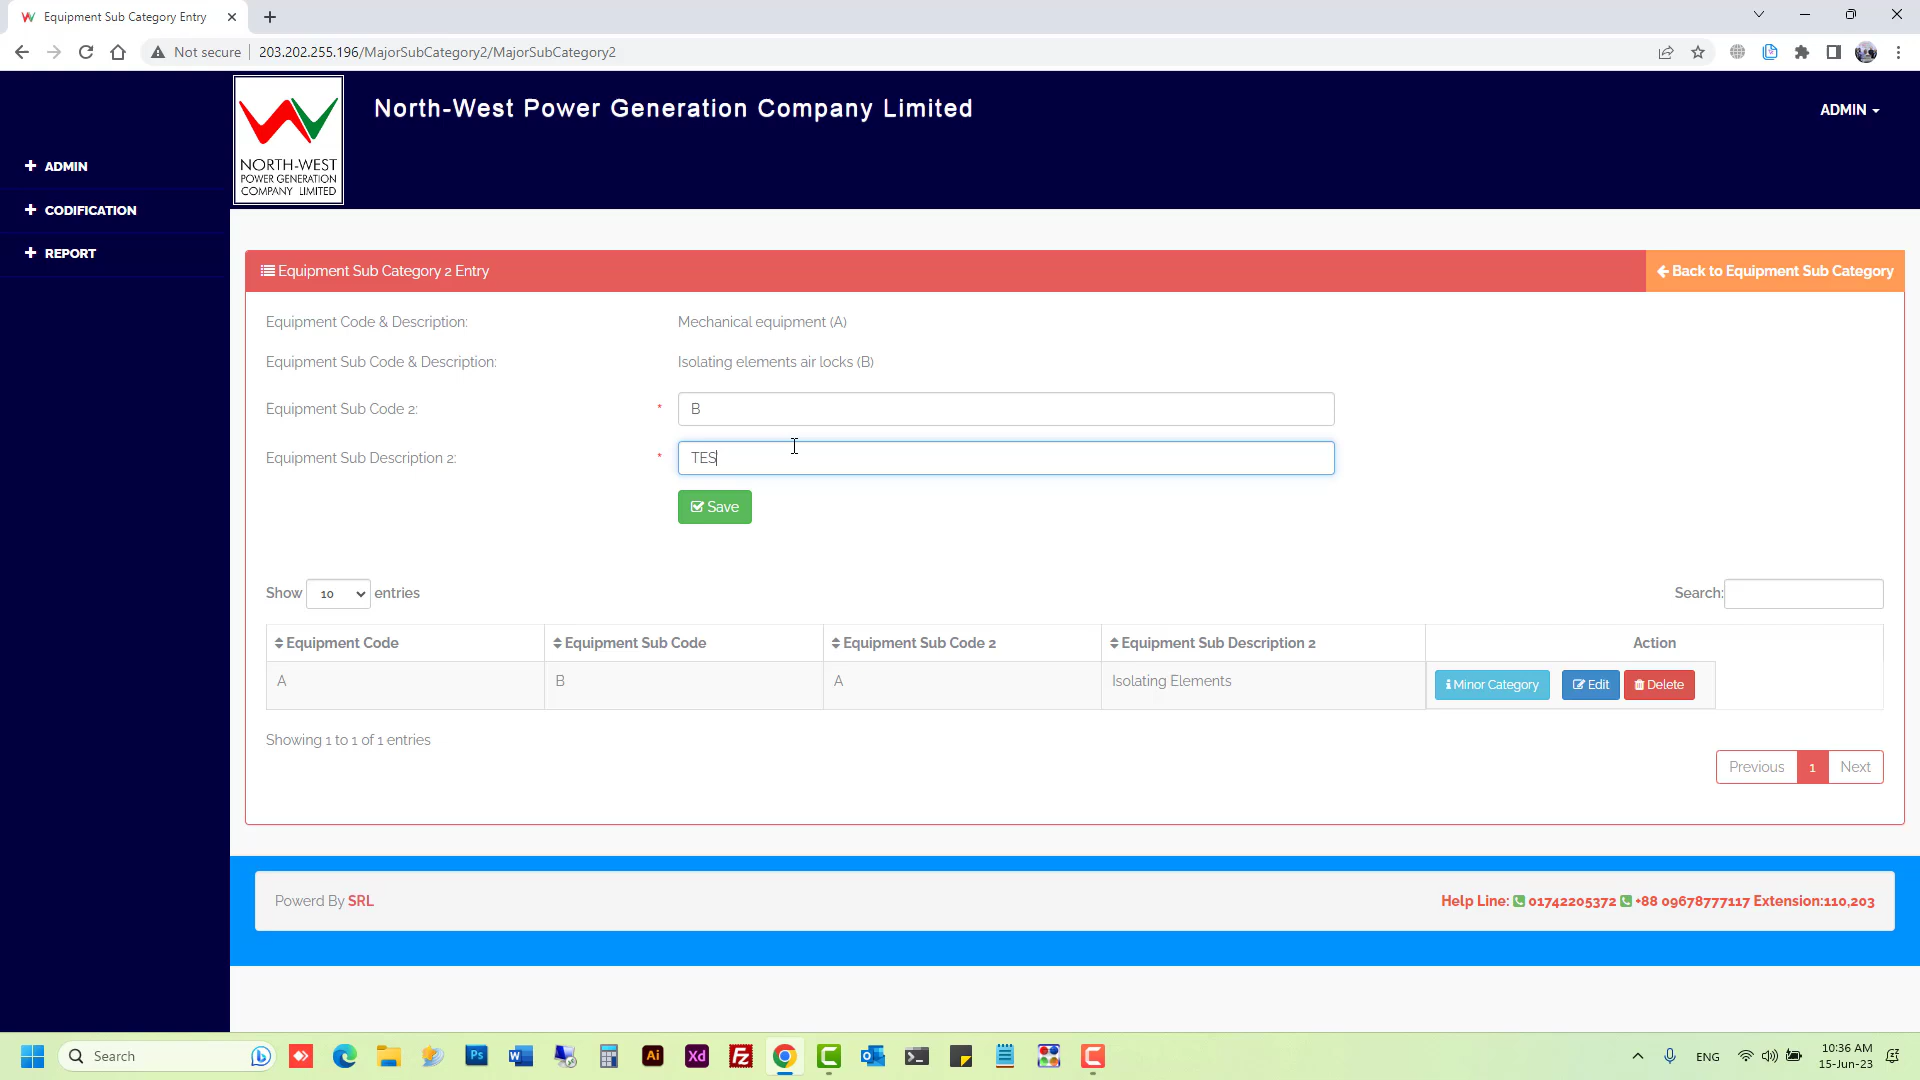 Equipment Sub Category Entry
Not secure
203.202.255.196/MajorSubCategory2/MajorSubCategory2
North-West Power Generation Company Limited
ADMIN
NORTH-WEST
POWER GENERATION
COMPANY LIMITED
ADMIN
CODIFICATION
REPORT
Equipment Sub Category 2 Entry
Back to Equipment Sub Category
Equipment Code & Description:
Mechanical equipment (A)
Equipment Sub Code & Description:
Isolating elements air locks (B)
Equipment Sub Code 2:
*
B
Equipment Sub Description 2:
*
TES
Save
Show 10 entries
Search:
Equipment Code
Equipment Sub Code
Equipment Sub Code 2
Equipment Sub Description 2
Action
A
B
A
Isolating Elements
Minor Category
Edit
Delete
Showing 1 to 1 of 1 entries
Previous
1
Next
Powerd By SRL
Help Line: 01742205372 +88 09678777117 Extension:110,203
Search
Ps
W
Ai
Xd
Fz
ENG
10:36 AM
15-Jun-23